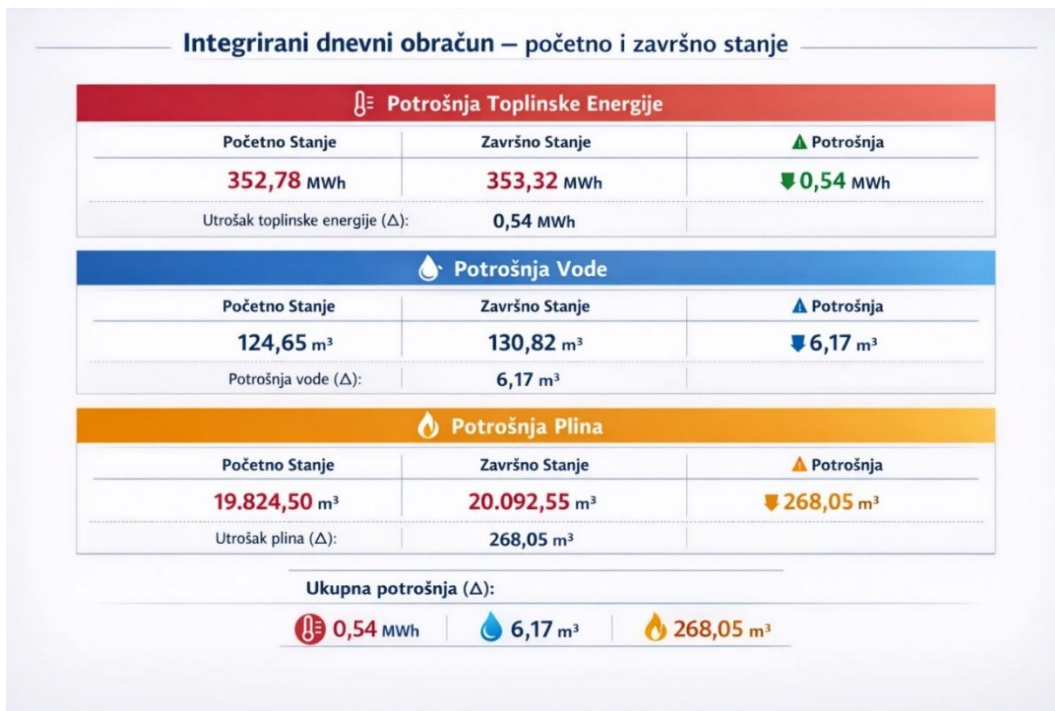 Integrirani dnevni obračun – početno i završno stanje
Potrošnja Toplinske Energije
Početno Stanje Završno Stanje Potrošnja
352,78 MWh 353,32 MWh 0,54 MWh
Utrošak toplinske energije (Δ): 0,54 MWh
Potrošnja Vode
Početno Stanje Završno Stanje Potrošnja
124,65 m³ 130,82 m³ 6,17 m³
Potrošnja vode (Δ): 6,17 m³
Potrošnja Plina
Početno Stanje Završno Stanje Potrošnja
19.824,50 m³ 20.092,55 m³ 268,05 m³
Utrošak plina (Δ): 268,05 m³
Ukupna potrošnja (Δ):
0,54 MWh 6,17 m³ 268,05 m³